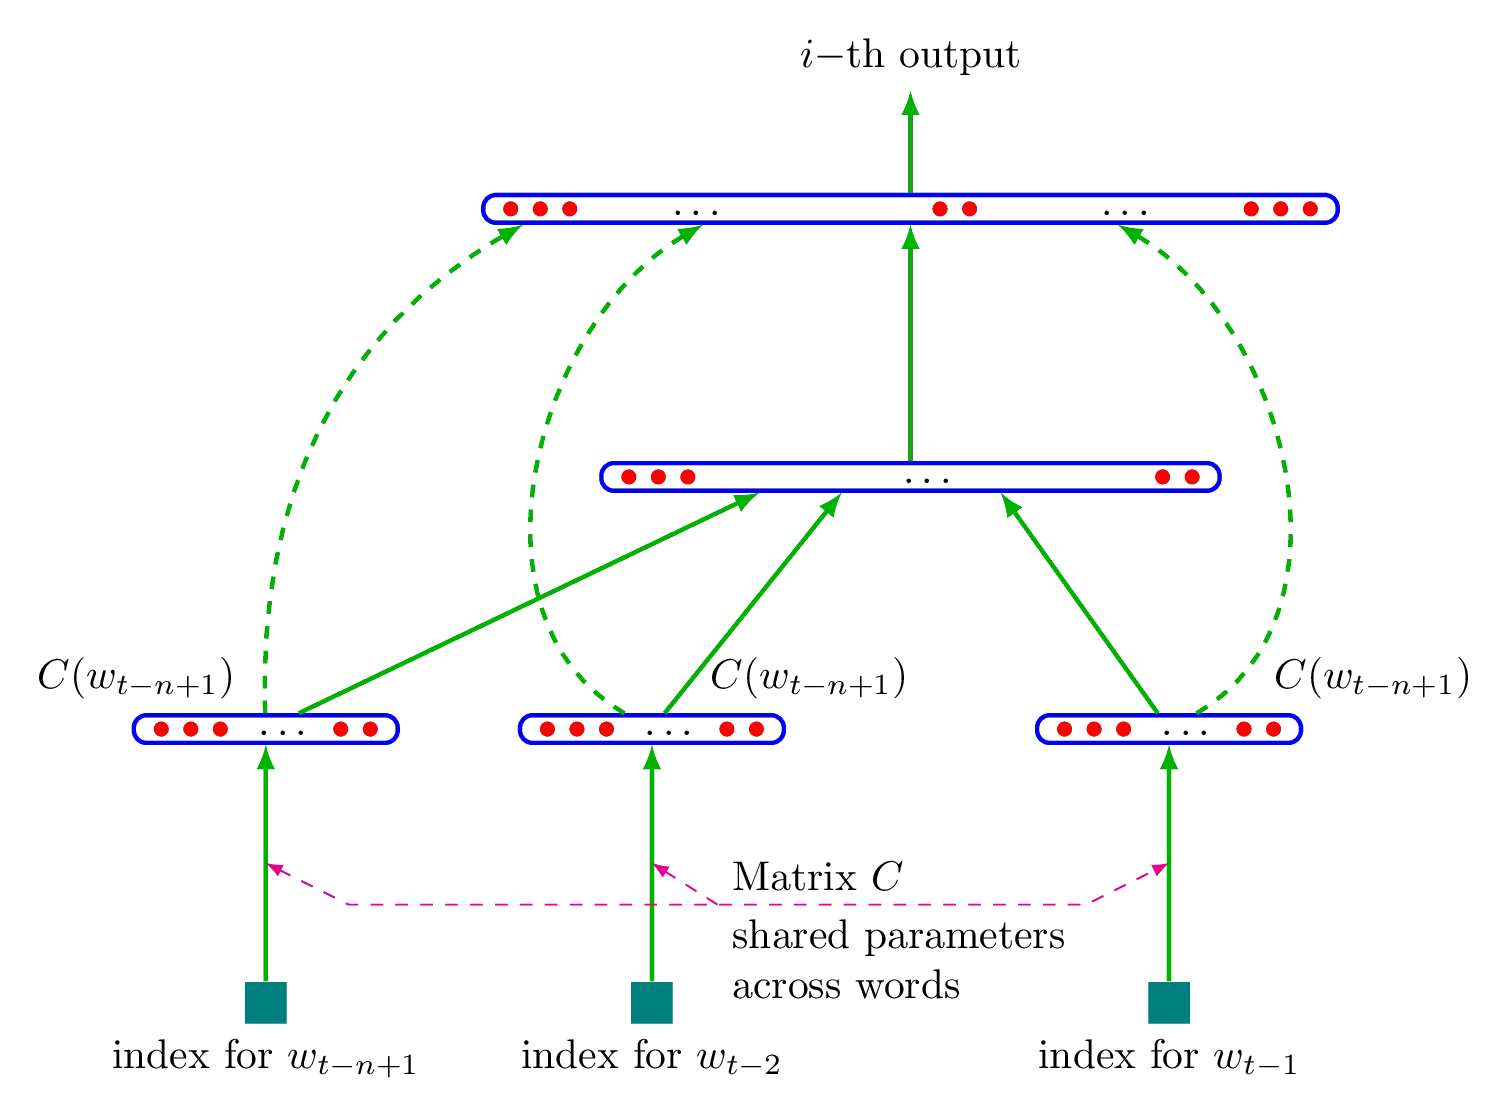 i−th output
...
...
...
C(w_{t−n+1})
C(w_{t−n+1})
C(w_{t−n+1})
...
...
...
Matrix C
shared parameters
across words
index for w_{t−n+1}
index for w_{t−2}
index for w_{t−1}